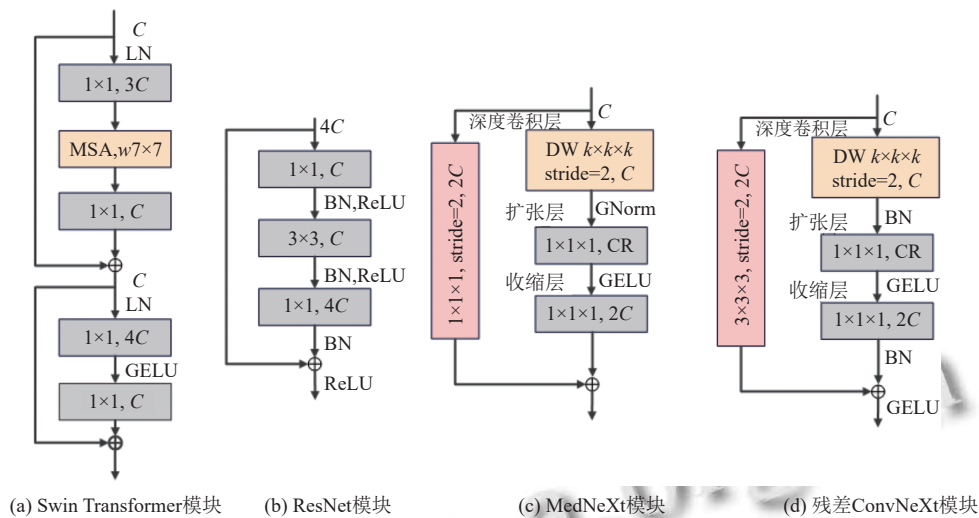 C
LN
1×1, 3C
MSA,w7×7
1×1, C
C
LN
1×1, 4C
GELU
1×1, C
(a) Swin Transformer模块
4C
1×1, C
BN,ReLU
3×3, C
BN,ReLU
1×1, 4C
BN
ReLU
(b) ResNet模块
C
深度卷积层
DW k×k×k
stride=2, C
1×1×1, stride=2, 2C
GNorm
扩张层
1×1×1, CR
收缩层
GELU
1×1×1, 2C
(c) MedNeXt模块
C
深度卷积层
DW k×k×k
stride=2, C
3×3×3, stride=2, 2C
BN
扩张层
1×1×1, CR
收缩层
GELU
1×1×1, 2C
BN
GELU
(d) 残差ConvNeXt模块